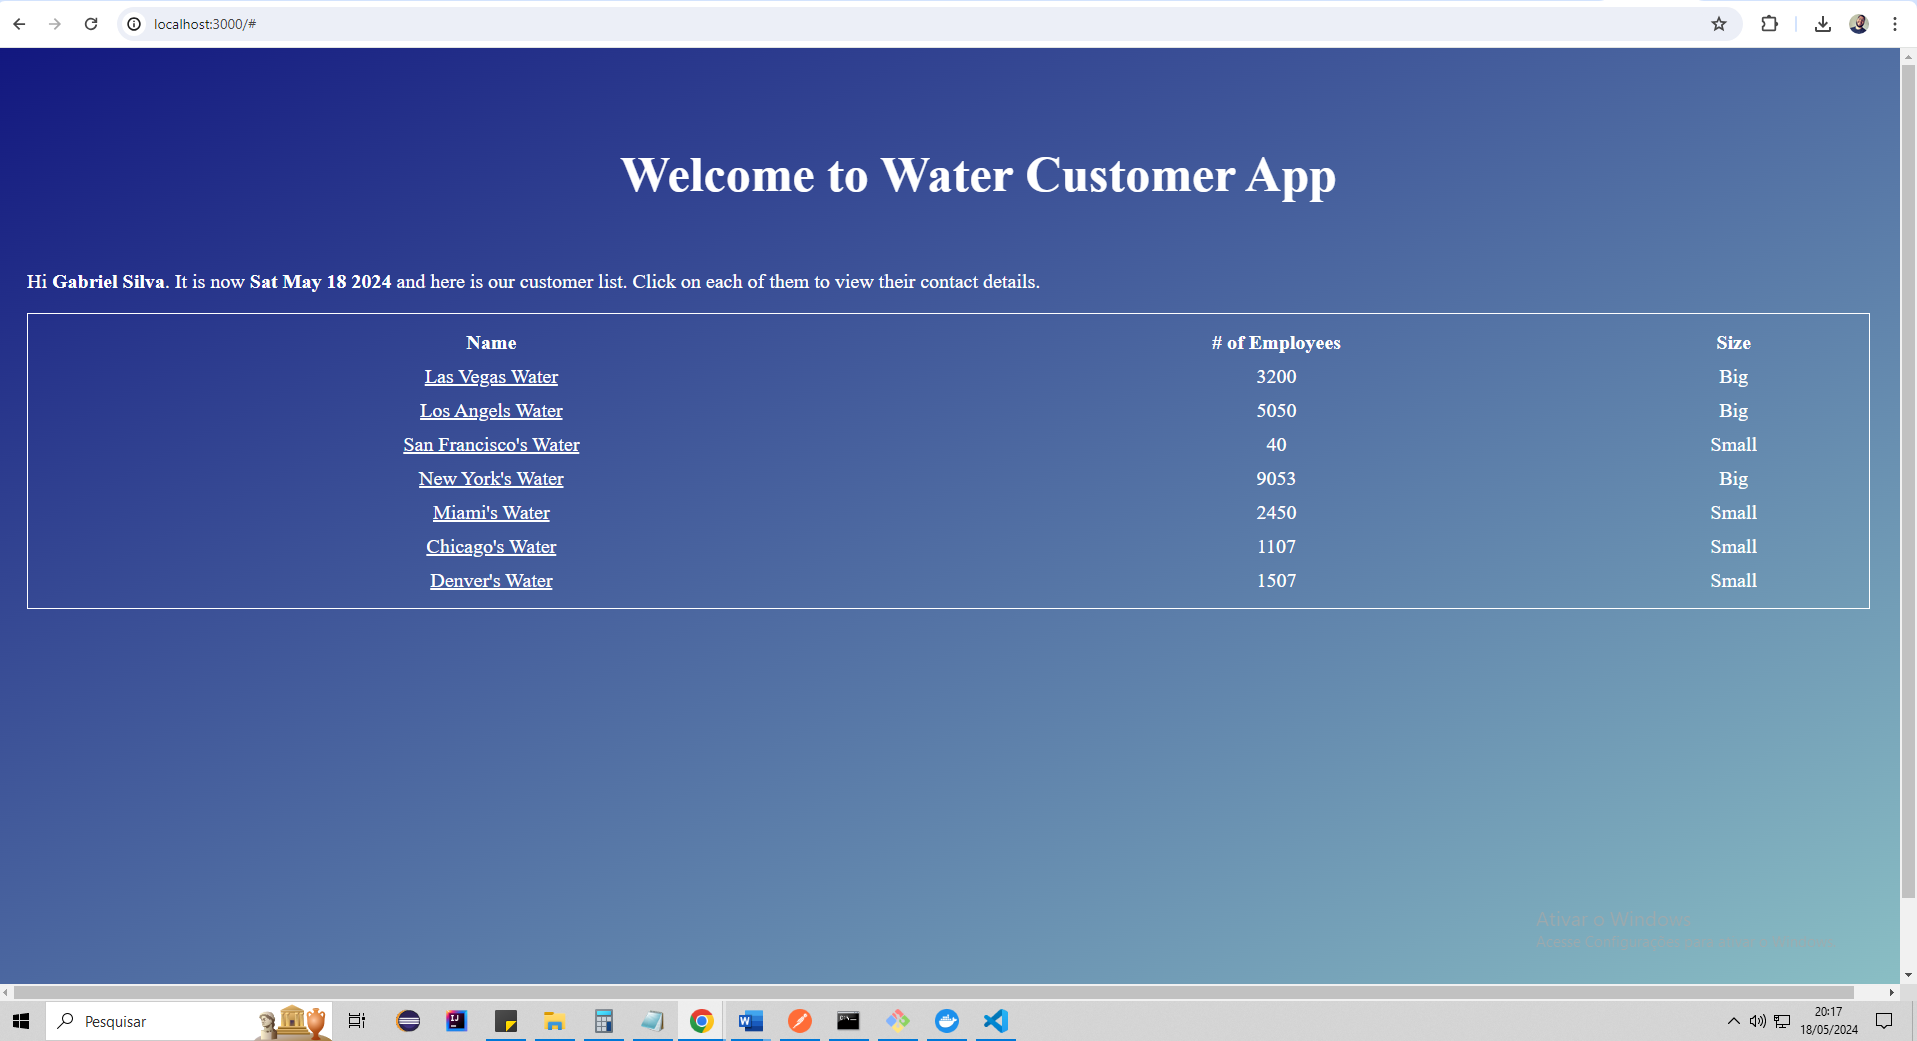 localhost:3000/#
Welcome to Water Customer App
Hi Gabriel Silva. It is now Sat May 18 2024 and here is our customer list. Click on each of them to view their contact details.
Name # of Employees Size
Las Vegas Water 3200 Big
Los Angels Water 5050 Big
San Francisco's Water 40 Small
New York's Water 9053 Big
Miami's Water 2450 Small
Chicago's Water 1107 Small
Denver's Water 1507 Small
Ativar o Windows
Pesquisar
20:17
18/05/2024